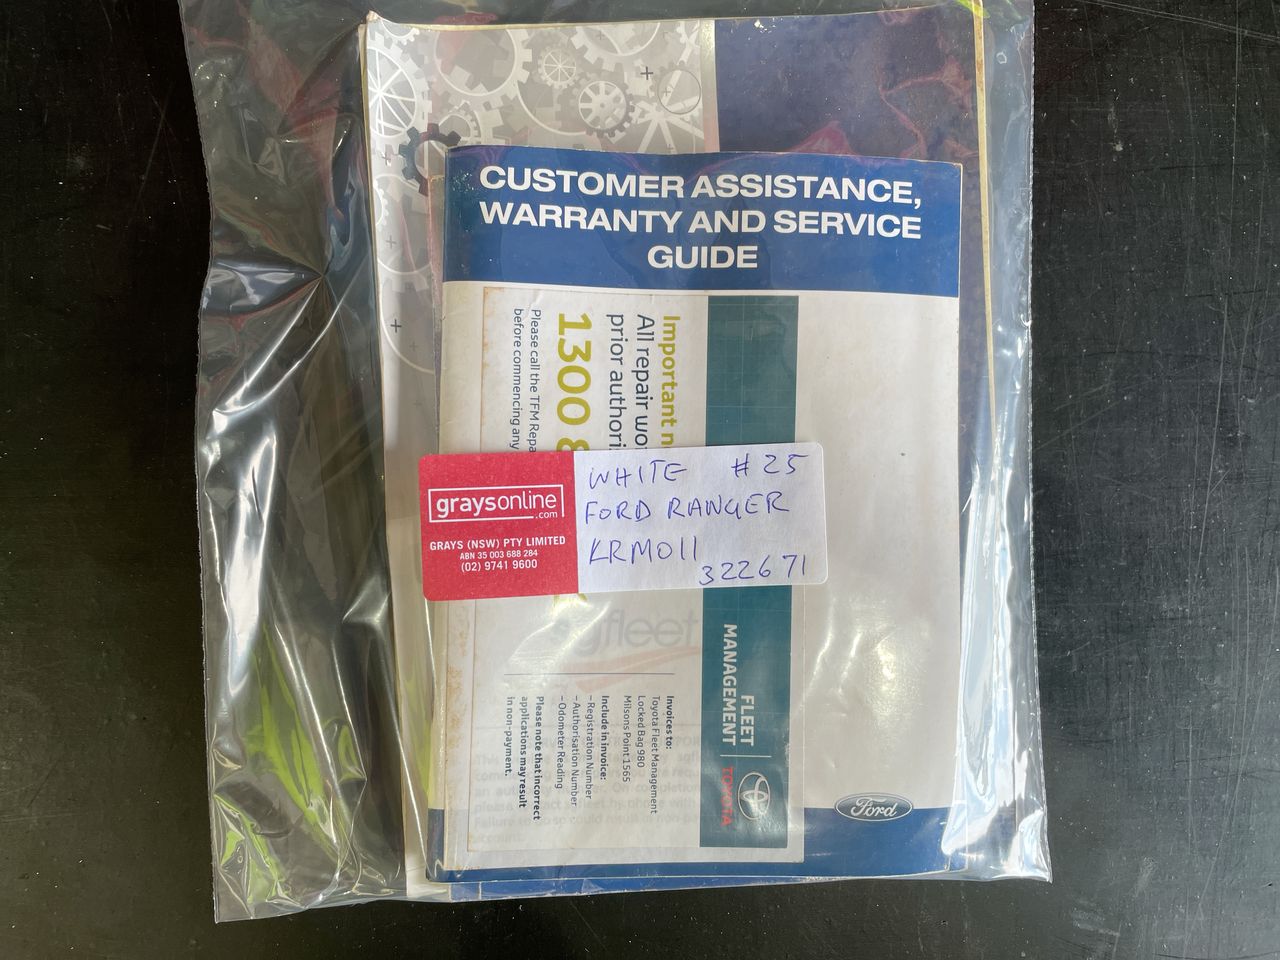 CUSTOMER ASSISTANCE,
WARRANTY AND SERVICE
GUIDE
Important
All repair
prior
1300 8
Please call the TFM
before commencing any
graysonline
.com
GRAYS (NSW) PTY LIMITED
ABN 35 003 688 284
(02) 9741 9600
WHITE #25
FORD RANGER
KRM011
322671
sgfleet
FLEET
MANAGEMENT
TOYOTA
Invoices to:
Toyota Fleet Management
Locked Bag 980
Milsons Point 1565
Include in invoice:
– Registration Number
– Authorisation Number
– Odometer Reading
Please note that incorrect
applications may result
in non-payment.
Ford